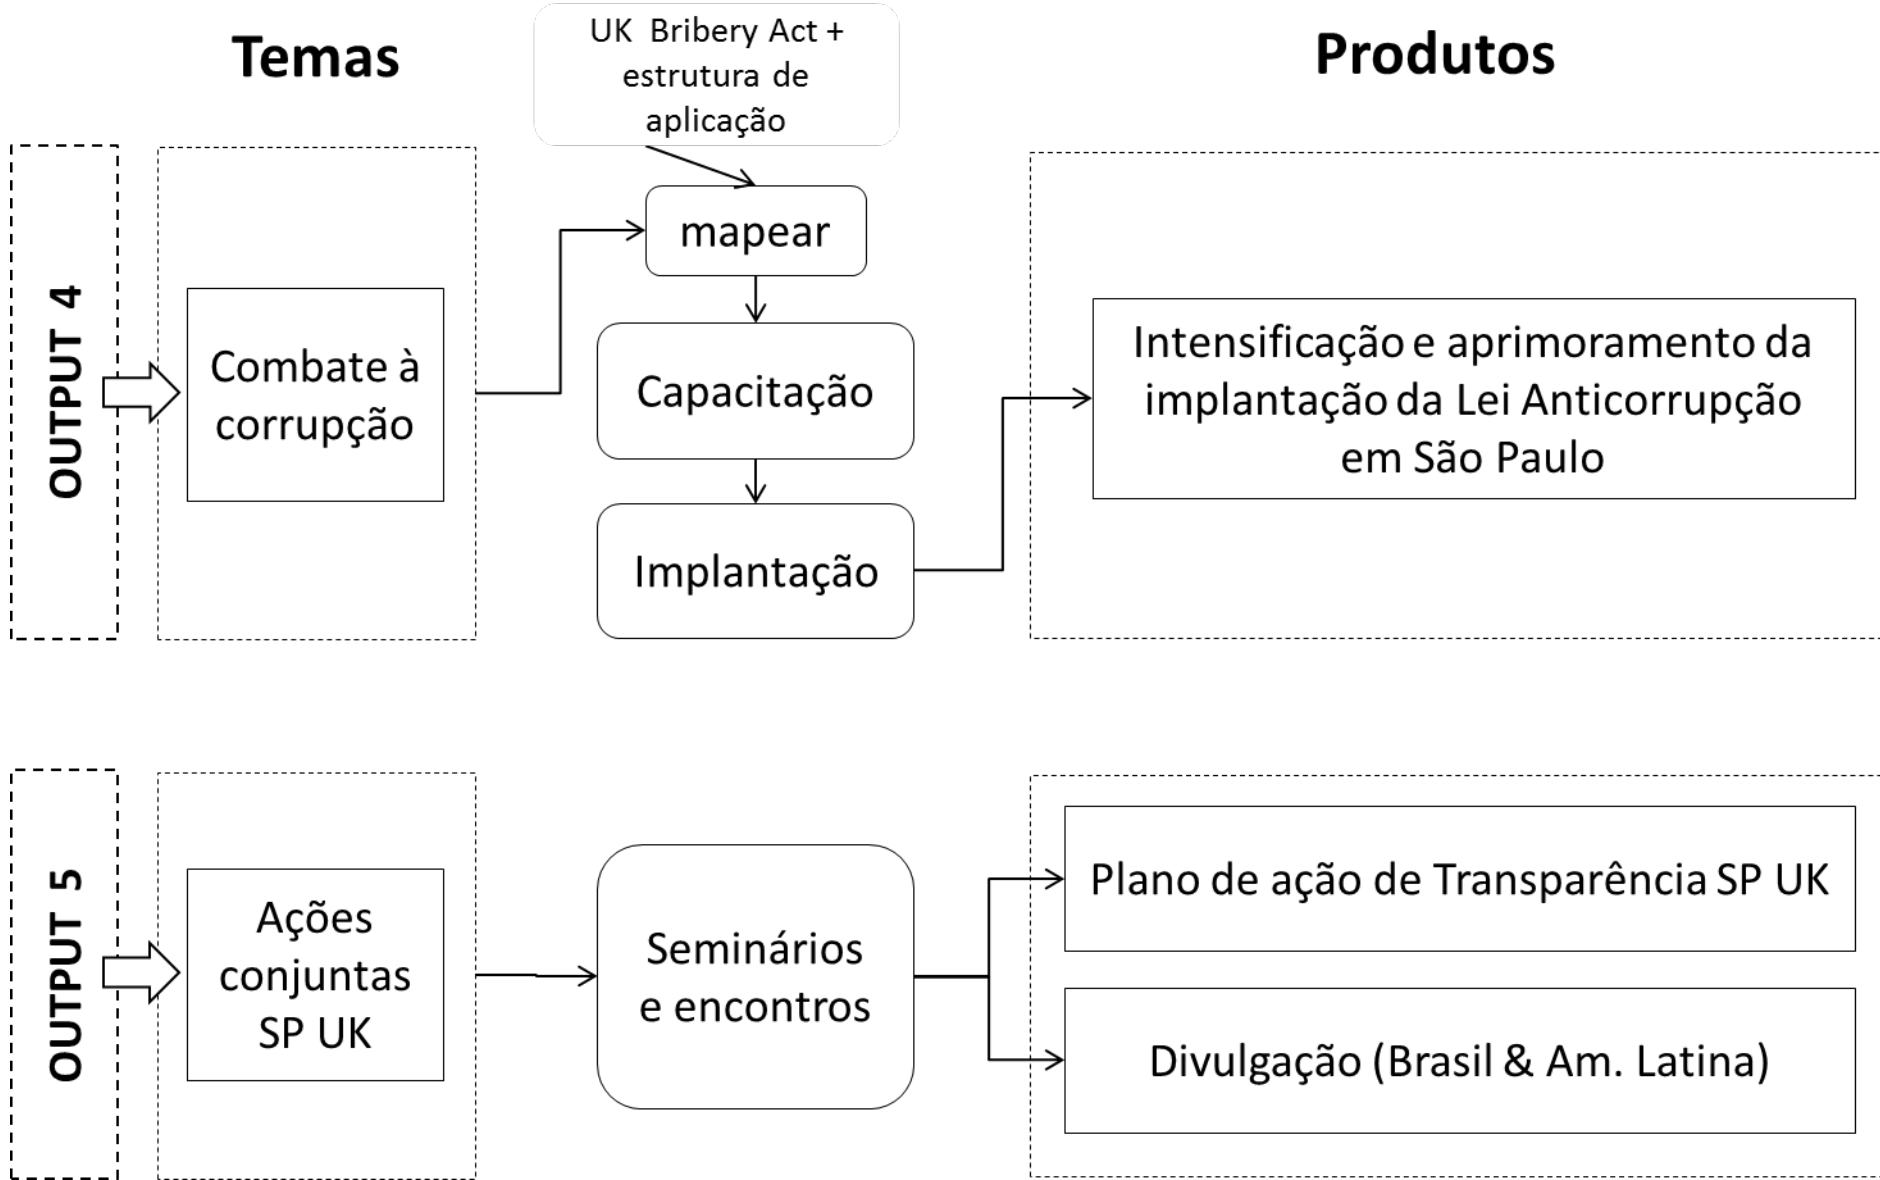 Temas
UK Bribery Act +
estrutura de
aplicação
Produtos
OUTPUT 4
Combate à
corrupção
mapear
Capacitação
Implantação
Intensificação e aprimoramento da
implantação da Lei Anticorrupção
em São Paulo
OUTPUT 5
Ações
conjuntas
SP UK
Seminários
e encontros
Plano de ação de Transparência SP UK
Divulgação (Brasil & Am. Latina)